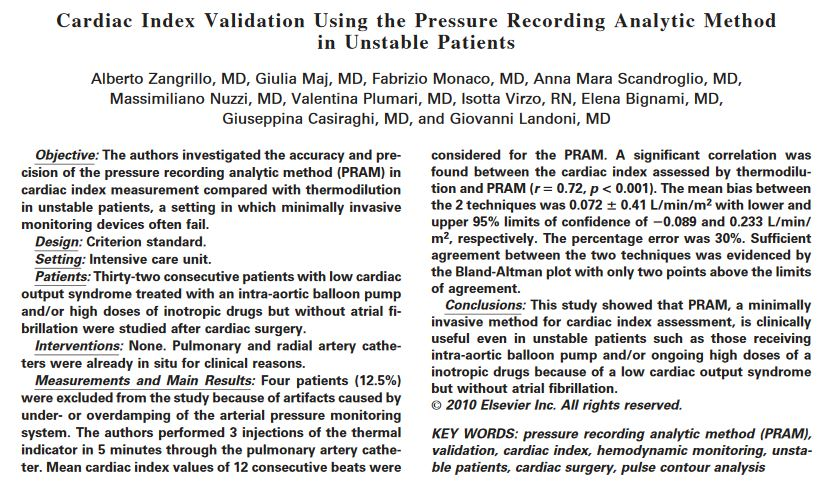 Cardiac Index Validation Using the Pressure Recording Analytic Method
in Unstable Patients
Alberto Zangrillo, MD, Giulia Maj, MD, Fabrizio Monaco, MD, Anna Mara Scandroglio, MD,
Massimiliano Nuzzi, MD, Valentina Plumari, MD, Isotta Virzo, RN, Elena Bignami, MD,
Giuseppina Casiraghi, MD, and Giovanni Landoni, MD
Objective: The authors investigated the accuracy and pre-
cision of the pressure recording analytic method (PRAM) in
cardiac index measurement compared with thermodilution
in unstable patients, a setting in which minimally invasive
monitoring devices often fail.
Design: Criterion standard.
Setting: Intensive care unit.
Patients: Thirty-two consecutive patients with low cardiac
output syndrome treated with an intra-aortic balloon pump
and/or high doses of inotropic drugs but without atrial fi-
brillation were studied after cardiac surgery.
Interventions: None. Pulmonary and radial artery cathe-
ters were already in situ for clinical reasons.
Measurements and Main Results: Four patients (12.5%)
were excluded from the study because of artifacts caused by
under- or overdamping of the arterial pressure monitoring
system. The authors performed 3 injections of the thermal
indicator in 5 minutes through the pulmonary artery cathe-
ter. Mean cardiac index values of 12 consecutive beats were
considered for the PRAM. A significant correlation was
found between the cardiac index assessed by thermodilu-
tion and PRAM (r = 0.72, p < 0.001). The mean bias between
the 2 techniques was 0.072 ± 0.41 L/min/m² with lower and
upper 95% limits of confidence of −0.089 and 0.233 L/min/
m², respectively. The percentage error was 30%. Sufficient
agreement between the two techniques was evidenced by
the Bland-Altman plot with only two points above the limits
of agreement.
Conclusions: This study showed that PRAM, a minimally
invasive method for cardiac index assessment, is clinically
useful even in unstable patients such as those receiving
intra-aortic balloon pump and/or ongoing high doses of a
inotropic drugs because of a low cardiac output syndrome
but without atrial fibrillation.
© 2010 Elsevier Inc. All rights reserved.
KEY WORDS: pressure recording analytic method (PRAM),
validation, cardiac index, hemodynamic monitoring, unsta-
ble patients, cardiac surgery, pulse contour analysis